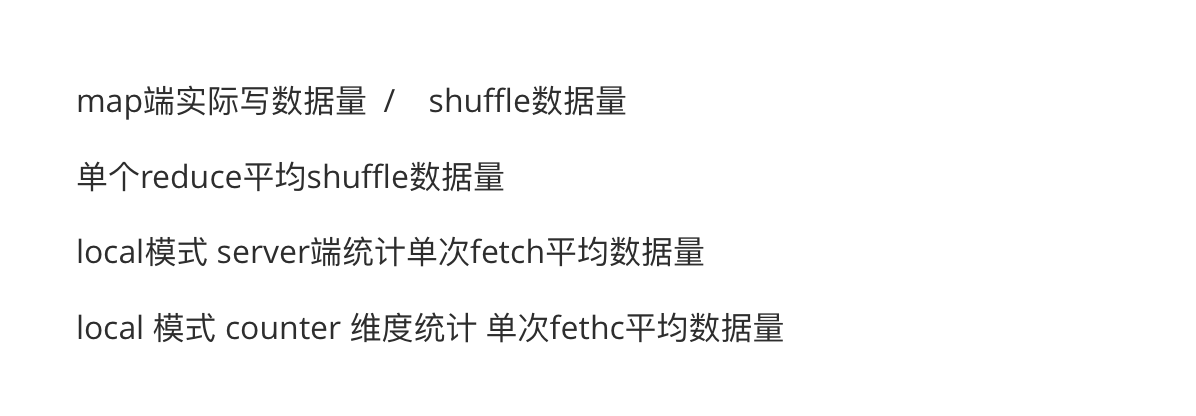 map端实际写数据量 / shuffle数据量
单个reduce平均shuffle数据量
local模式 server端统计单次fetch平均数据量
local 模式 counter 维度统计 单次fethc平均数据量